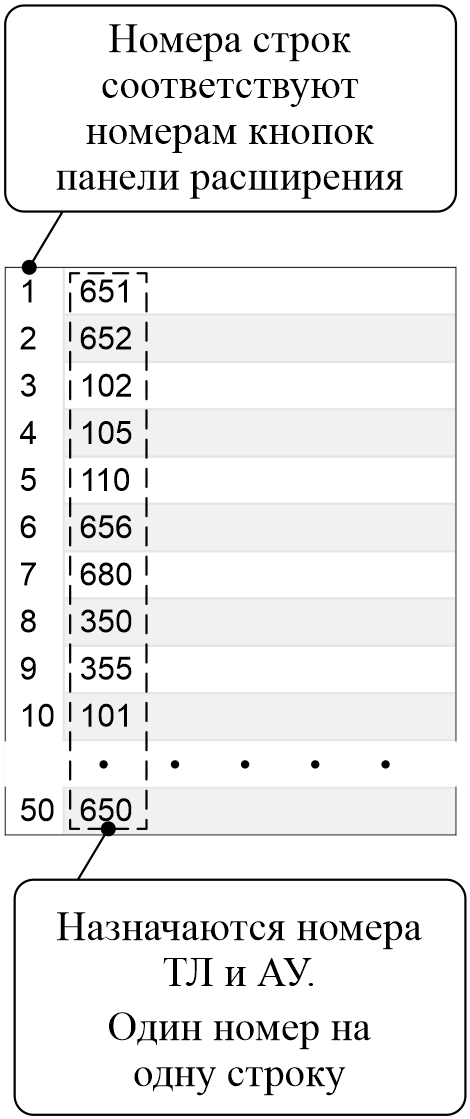 Номера строк
соответствуют
номерам кнопок
панели расширения
1 651
2 652
3 102
4 105
5 110
6 656
7 680
8 350
9 355
10 101
. . . . .
50 650
Назначаются номера
ТЛ и АУ.
Один номер на
одну строку